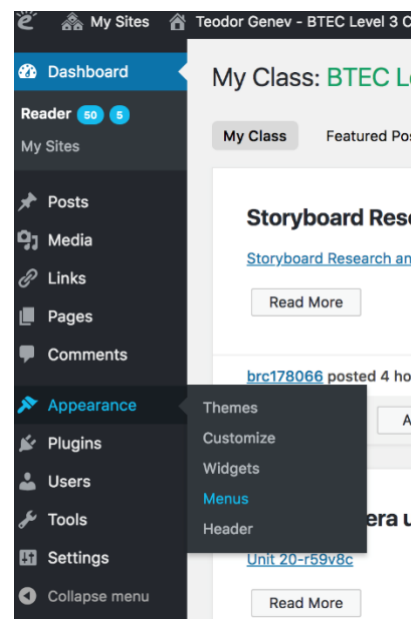 My Sites Teodor Genev - BTEC Level 3 C
Dashboard
Reader 50 5
My Sites
Posts
Media
Links
Pages
Comments
Appearance
Plugins
Users
Tools
Settings
Collapse menu
Themes
Customize
Widgets
Menus
Header
My Class: BTEC Le
My Class Featured Pos
Storyboard Rese
Storyboard Research an
Read More
brc178066 posted 4 ho
A
era u
Unit 20-r59v8c
Read More